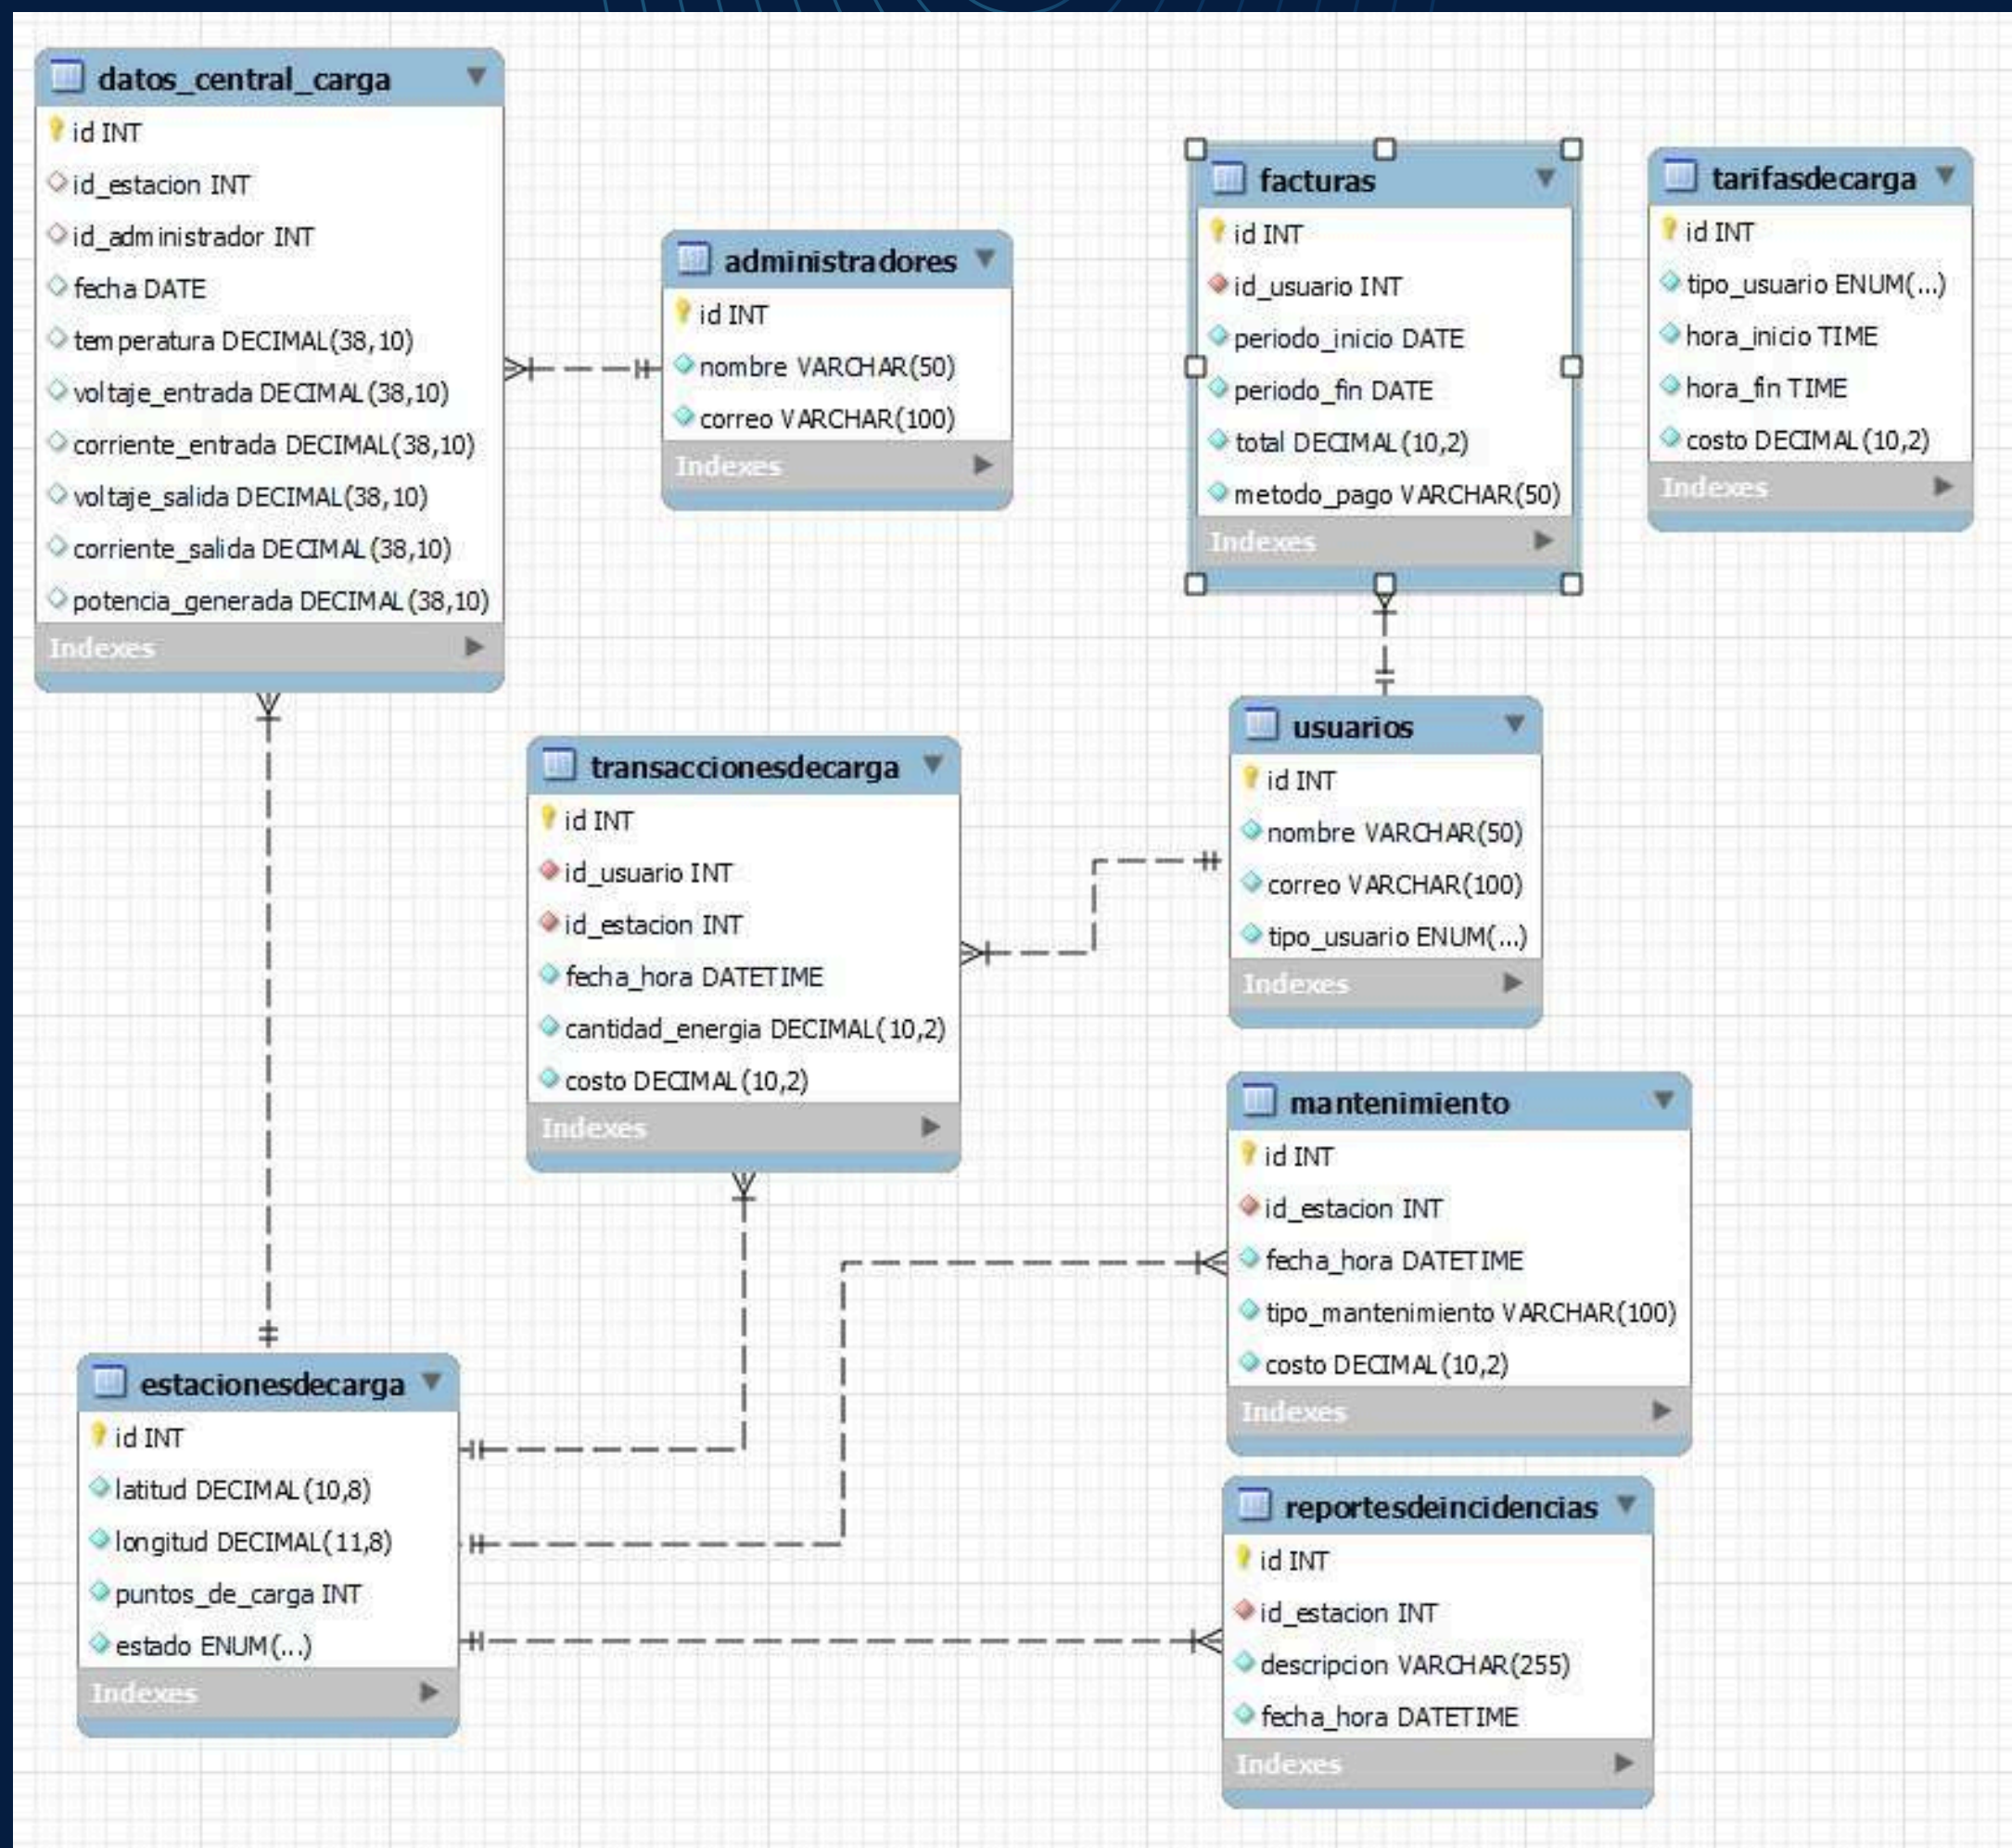 datos_central_carga
id INT
id_estacion INT
id_administrador INT
fecha DATE
temperatura DECIMAL(38,10)
voltaje_entrada DECIMAL(38,10)
corriente_entrada DECIMAL(38,10)
voltaje_salida DECIMAL(38,10)
corriente_salida DECIMAL(38,10)
potencia_generada DECIMAL(38,10)
Indexes
administradores
id INT
nombre VARCHAR(50)
correo VARCHAR(100)
Indexes
facturas
id INT
id_usuario INT
periodo_inicio DATE
periodo_fin DATE
total DECIMAL(10,2)
metodo_pago VARCHAR(50)
Indexes
tarifasdecarga
id INT
tipo_usuario ENUM(...)
hora_inicio TIME
hora_fin TIME
costo DECIMAL(10,2)
Indexes
transaccionesdecarga
id INT
id_usuario INT
id_estacion INT
fecha_hora DATETIME
cantidad_energia DECIMAL(10,2)
costo DECIMAL(10,2)
Indexes
usuarios
id INT
nombre VARCHAR(50)
correo VARCHAR(100)
tipo_usuario ENUM(...)
Indexes
mantenimiento
id INT
id_estacion INT
fecha_hora DATETIME
tipo_mantenimiento VARCHAR(100)
costo DECIMAL(10,2)
Indexes
estacionesdecarga
id INT
latitud DECIMAL(10,8)
longitud DECIMAL(11,8)
puntos_de_carga INT
estado ENUM(...)
Indexes
reportesdeincidencias
id INT
id_estacion INT
descripcion VARCHAR(255)
fecha_hora DATETIME
Indexes